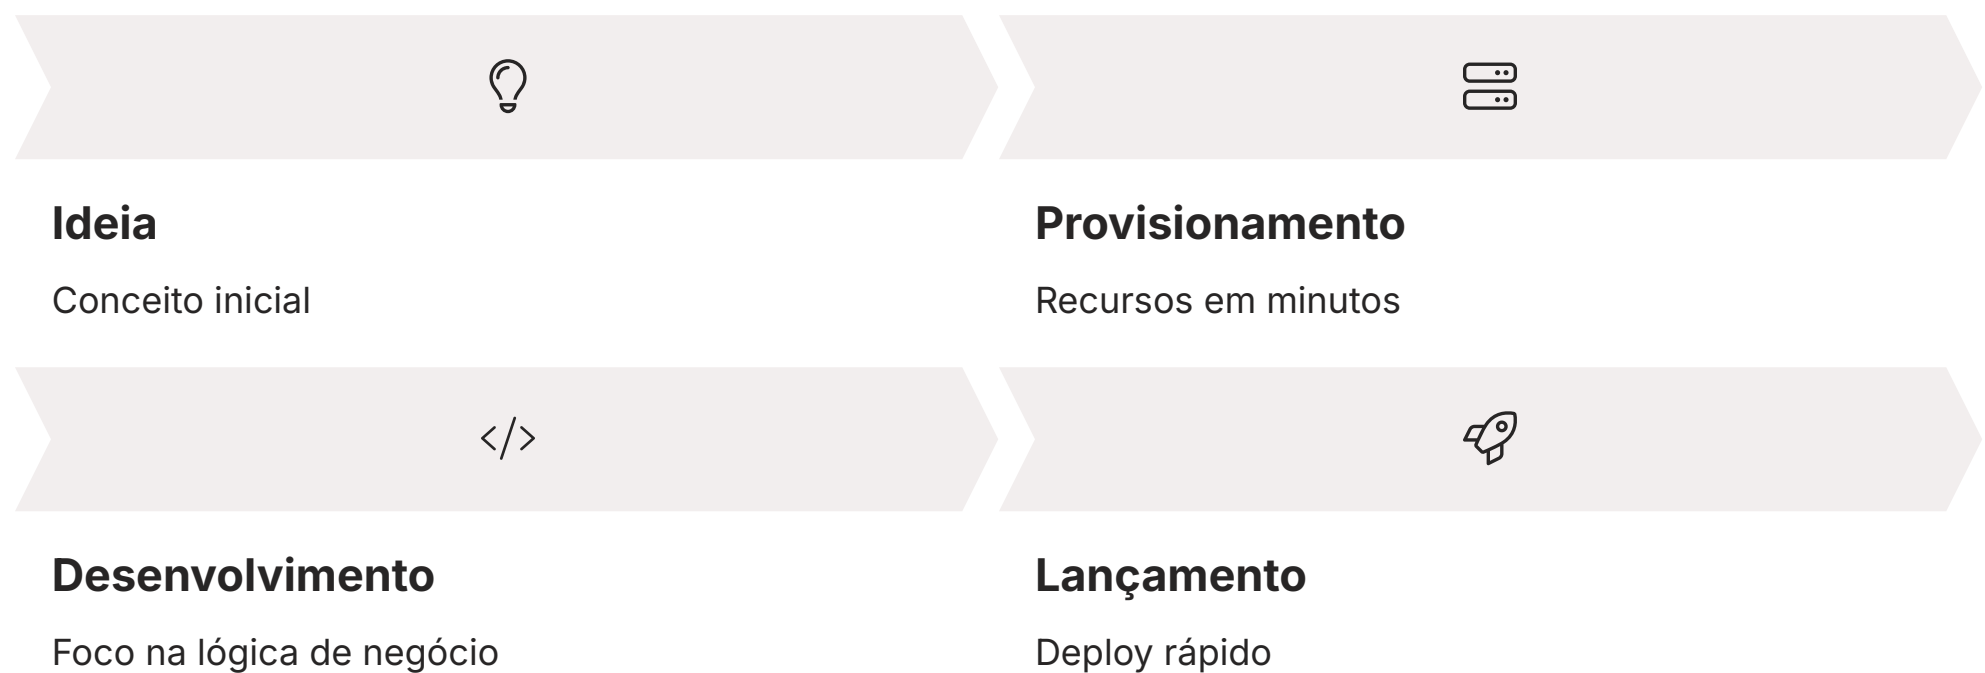 Ideia
Conceito inicial
Provisionamento
Recursos em minutos
Desenvolvimento
Foco na lógica de negócio
Lançamento
Deploy rápido